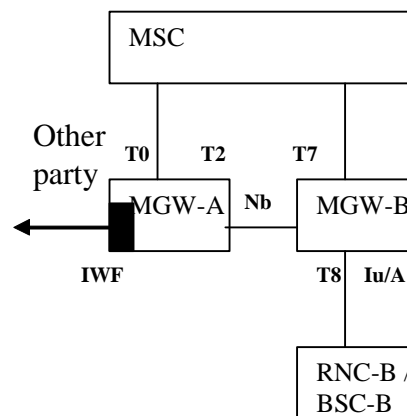 MSC
Other
party
T0
T2
T7
MGW-A
Nb
MGW-B
IWF
T8
Iu/A
RNC-B /
BSC-B